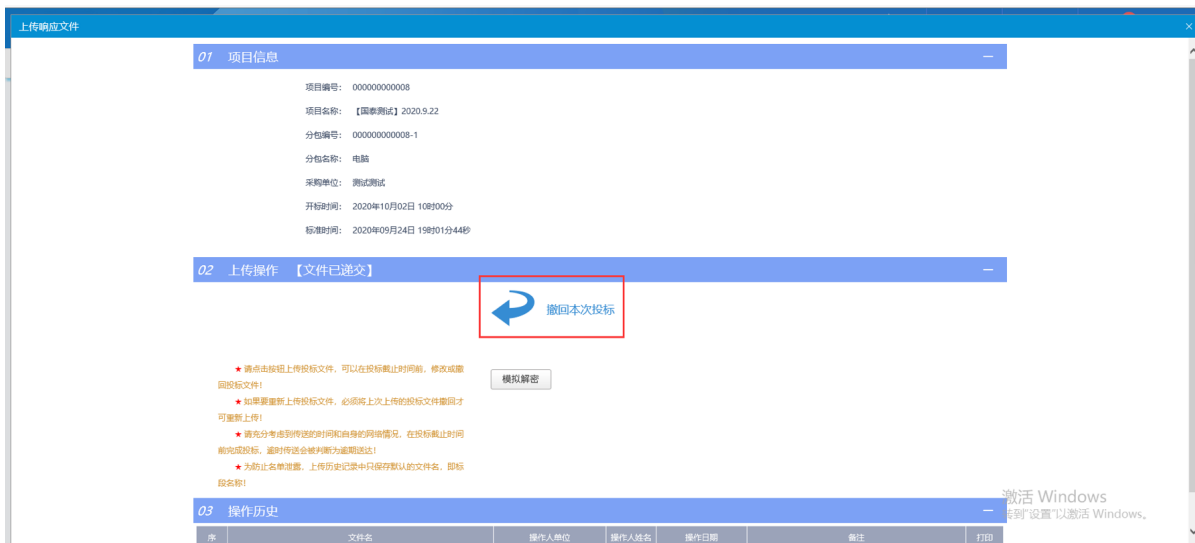 上传响应文件
×
01 项目信息
项目编号： 000000000008
项目名称： 【国泰测试】2020.9.22
分包编号： 000000000008-1
分包名称： 电脑
采购单位： 测试测试
开标时间： 2020年10月02日 10时00分
标准时间： 2020年09月24日 19时01分44秒
02 上传操作 【文件已递交】
撤回本次投标
★ 请点击按钮上传投标文件，可以在投标截止时间前，修改或撤
回投标文件！
模拟解密
★ 如果要重新上传投标文件，必须将上次上传的投标文件撤回才
可重新上传！
★ 请充分考虑到传送的时间和自身的网络情况，在投标截止时间
前完成投标，逾时传送会被判断为逾期送达！
★ 为防止名单泄露，上传历史记录中只保存默认的文件名，即标
段名称！
激活 Windows
转到"设置"以激活 Windows。
03 操作历史
序 文件名 操作人单位 操作人姓名 操作日期 备注 打印